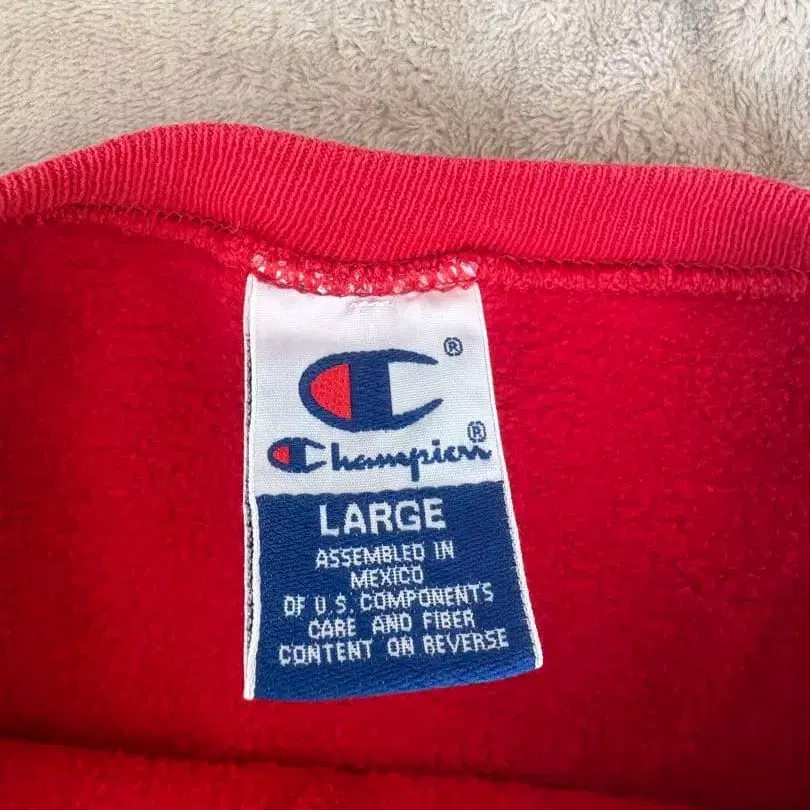 ®
Champion®
LARGE
ASSEMBLED IN
MEXICO
OF U.S. COMPONENTS
CARE AND FIBER
CONTENT ON REVERSE